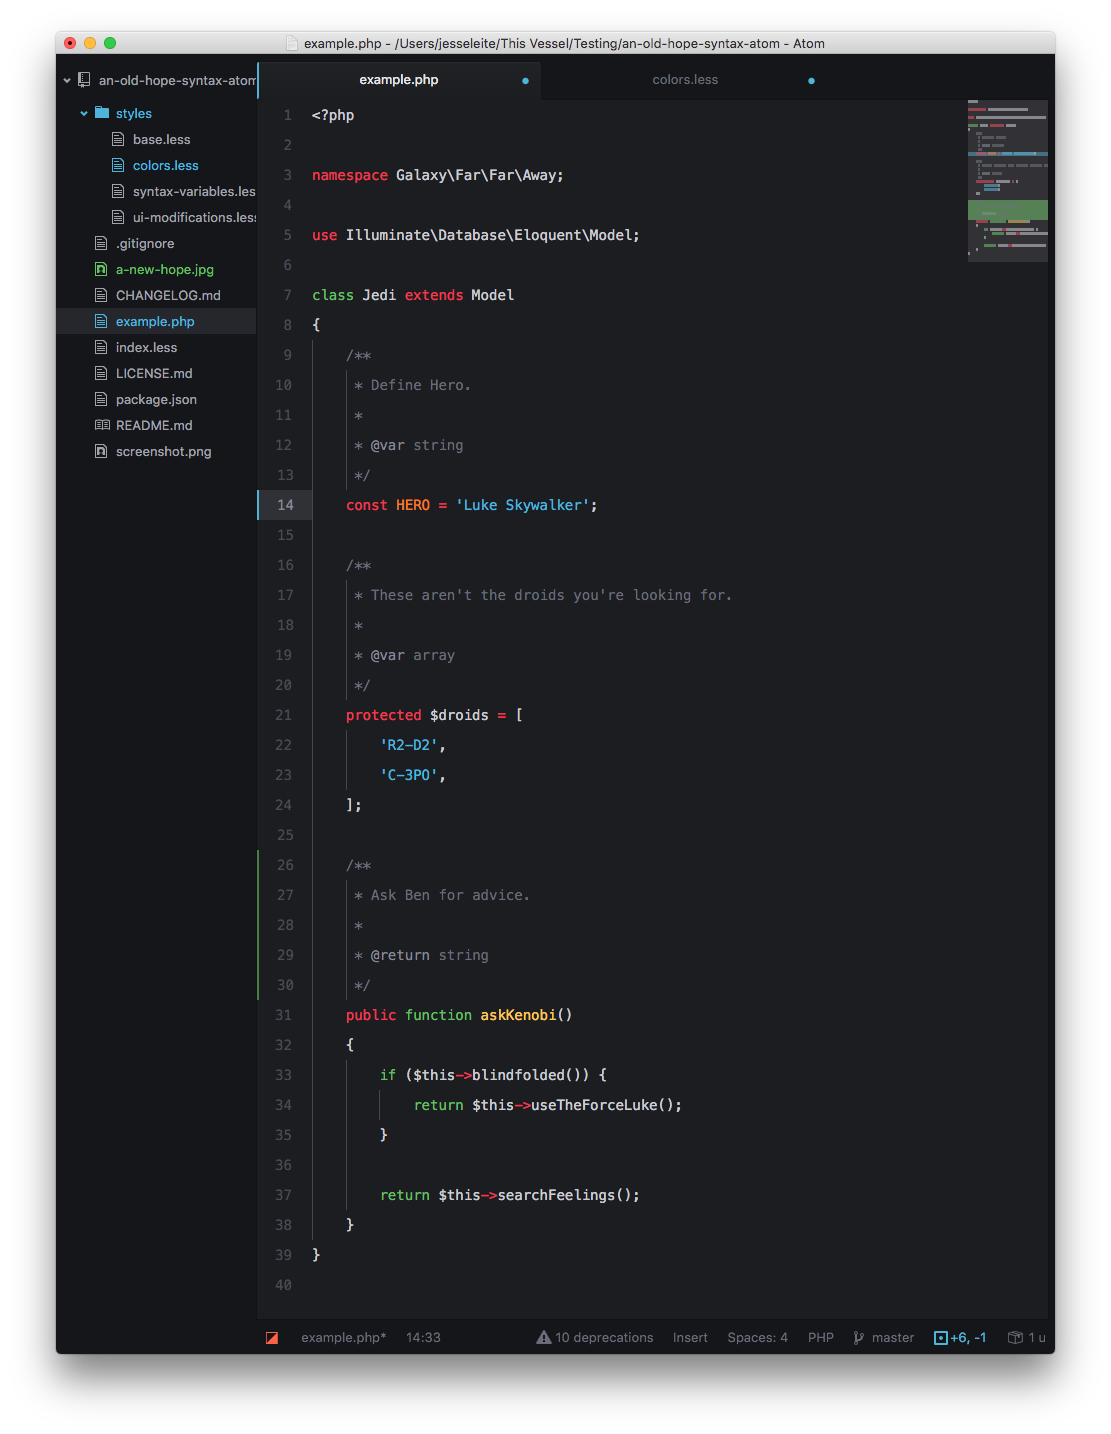 example.php - /Users/jesseleite/This Vessel/Testing/an-old-hope-syntax-atom - Atom
an-old-hope-syntax-atom
styles
base.less
colors.less
syntax-variables.les
ui-modifications.less
.gitignore
a-new-hope.jpg
CHANGELOG.md
example.php
index.less
LICENSE.md
package.json
README.md
screenshot.png
example.php
colors.less
1 <?php
2
3 namespace Galaxy\Far\Far\Away;
4
5 use Illuminate\Database\Eloquent\Model;
6
7 class Jedi extends Model
8 {
9     /**
10      * Define Hero.
11      *
12      * @var string
13      */
14     const HERO = 'Luke Skywalker';
15
16     /**
17      * These aren't the droids you're looking for.
18      *
19      * @var array
20      */
21     protected $droids = [
22         'R2-D2',
23         'C-3PO',
24     ];
25
26     /**
27      * Ask Ben for advice.
28      *
29      * @return string
30      */
31     public function askKenobi()
32     {
33         if ($this->blindfolded()) {
34             return $this->useTheForceLuke();
35         }
36
37         return $this->searchFeelings();
38     }
39 }
40
example.php* 14:33 10 deprecations Insert Spaces: 4 PHP master +6, -1 1 u